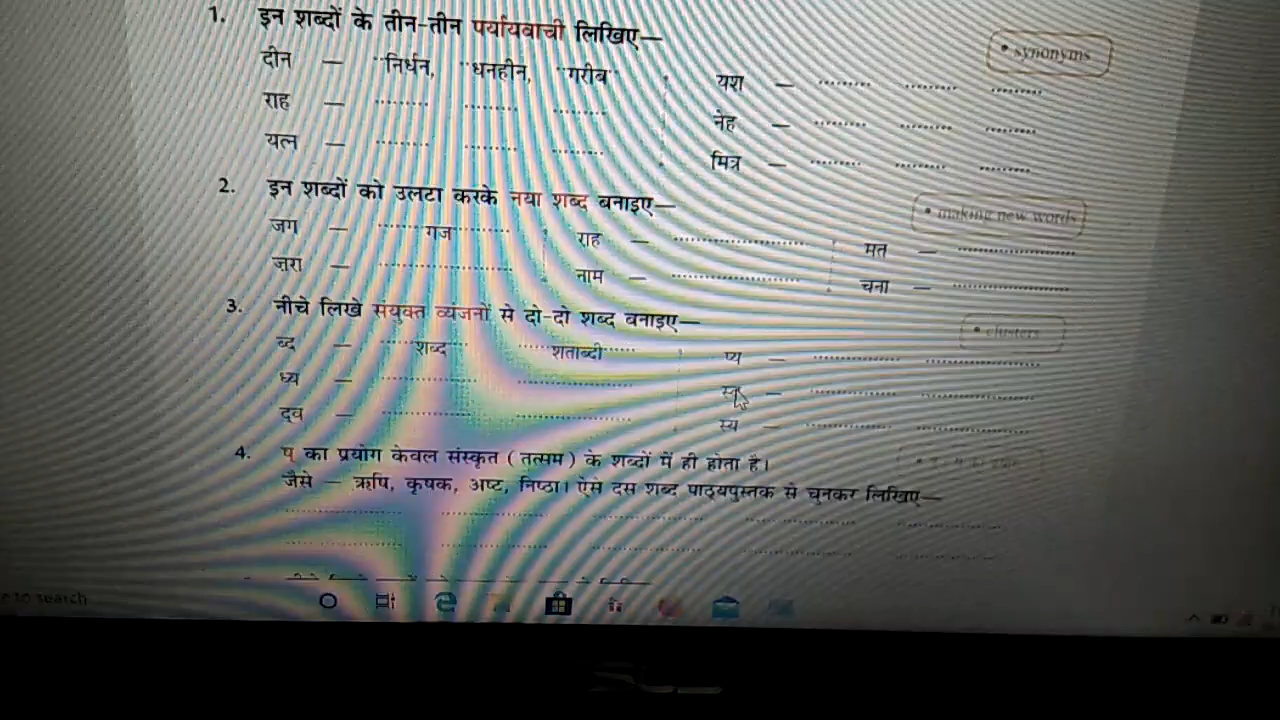 1. इन शब्दों के तीन-तीन पर्यायवाची लिखिए—
• synonyms
दीन — निर्धन, धनहीन, गरीब यश — ......... ......... .........
राह — ......... ......... ......... नेह — ......... ......... .........
यत्न — ......... ......... ......... मित्र — ......... ......... .........
2. इन शब्दों को उलटा करके नया शब्द बनाइए—
• making new words
जग — गज राह — ......... मत — .........
ज़रा — ......... नाम — ......... चना — .........
3. नीचे लिखे संयुक्त व्यंजनों से दो-दो शब्द बनाइए—
• clusters
ब्द — शब्द शताब्दी प्य — ......... .........
ध्य — ......... ......... — ......... .........
द्व — ......... ......... स्य — ......... .........
4. ष् का प्रयोग केवल संस्कृत (तत्सम) के शब्दों में ही होता है।
जैसे — ऋषि, कृषक, अष्ट, निष्ठा। ऐसे दस शब्द पाठ्यपुस्तक से चुनकर लिखिए—
to search